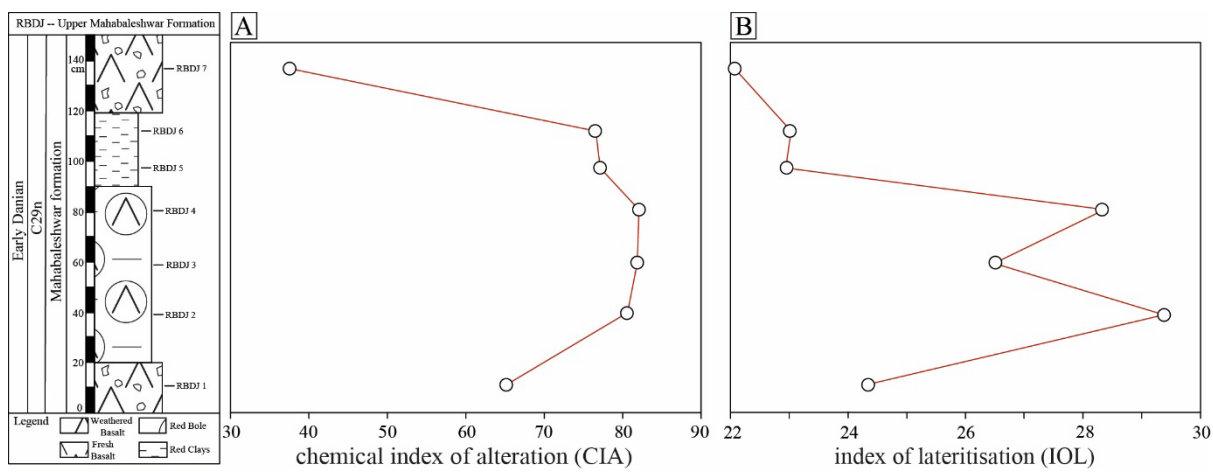 RBDJ -- Upper Mahabaleshwar Formation
Early Danian
C29n
Mahabaleshwar formation
140
cm
120
100
80
60
40
20
0
RBDJ 7
RBDJ 6
RBDJ 5
RBDJ 4
RBDJ 3
RBDJ 2
RBDJ 1
Legend
Weathered
Basalt
Red Bole
Fresh
Basalt
Red Clays
A
30 40 50 60 70 80 90
chemical index of alteration (CIA)
B
22 24 26 28 30
index of lateritisation (IOL)